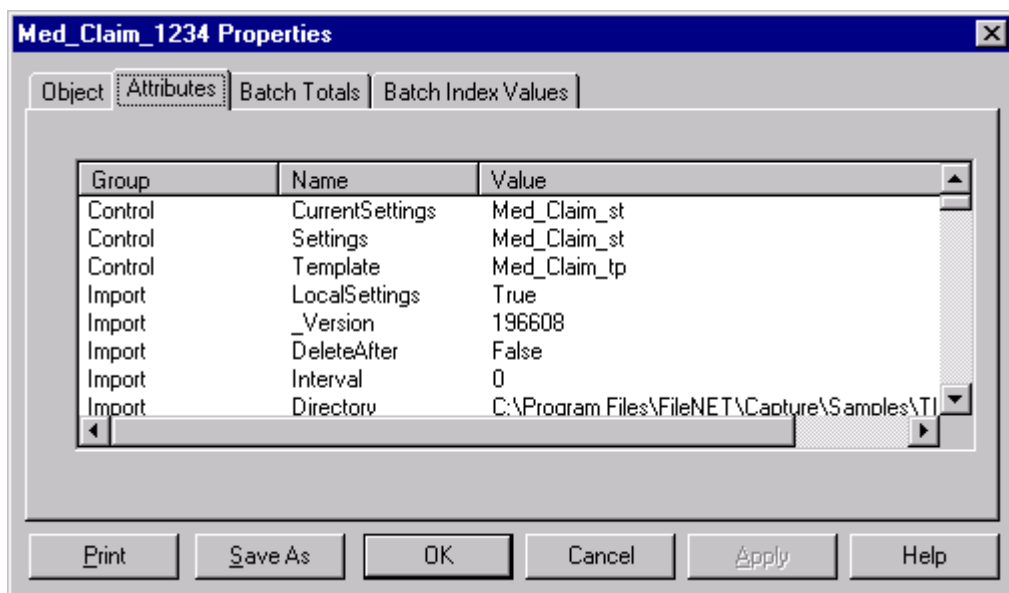 Med_Claim_1234 Properties
Object Attributes Batch Totals Batch Index Values
Group Name Value
Control CurrentSettings Med_Claim_st
Control Settings Med_Claim_st
Control Template Med_Claim_tp
Import LocalSettings True
Import _Version 196608
Import DeleteAfter False
Import Interval 0
Import Directory C:\Program Files\FileNET\Capture\Samples\TI
Print Save As OK Cancel Apply Help